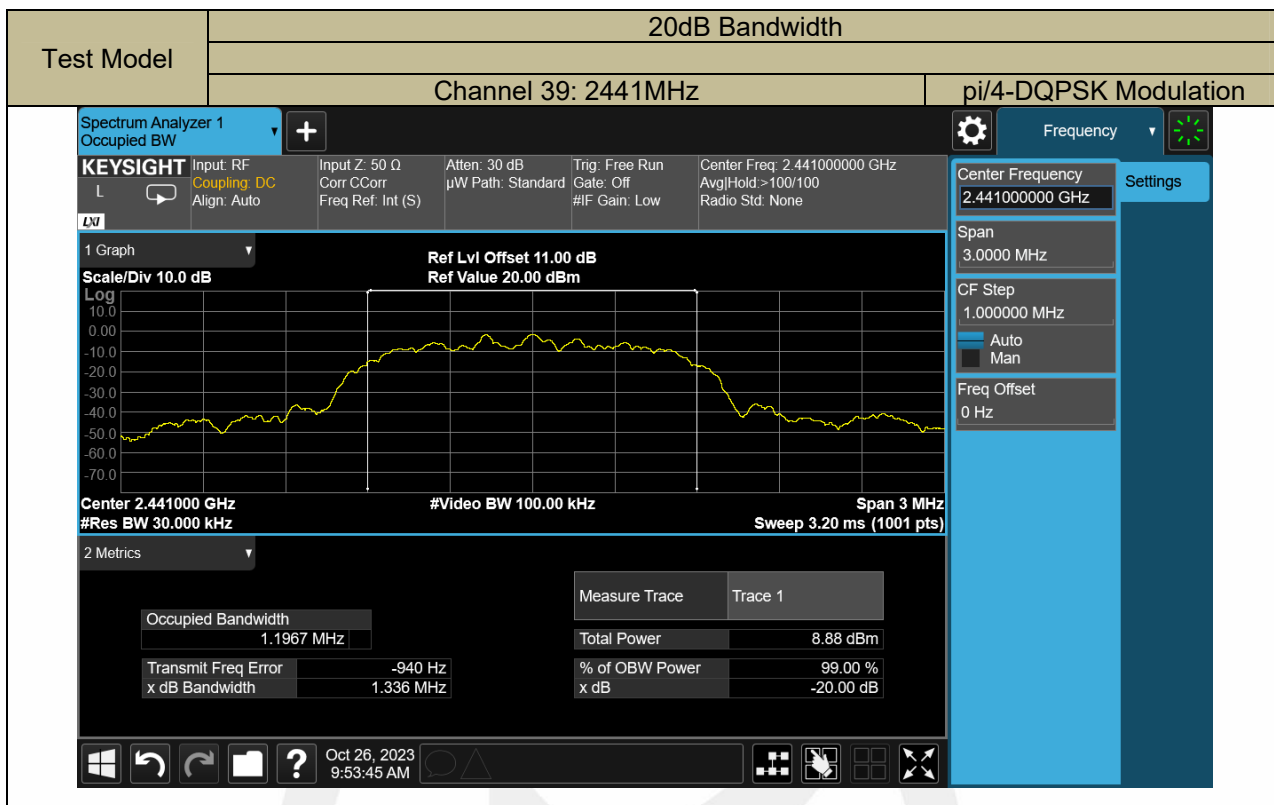 20dB Bandwidth
Test Model
Channel 39: 2441MHz
pi/4-DQPSK Modulation
Spectrum Analyzer 1
Occupied BW
Frequency
KEYSIGHT
L
LXI
Input: RF
Coupling: DC
Align: Auto
Input Z: 50 Ω
Corr CCorr
Freq Ref: Int (S)
Atten: 30 dB
µW Path: Standard
Trig: Free Run
Gate: Off
#IF Gain: Low
Center Freq: 2.441000000 GHz
Avg|Hold:>100/100
Radio Std: None
Center Frequency
2.441000000 GHz
Settings
Span
3.0000 MHz
CF Step
1.000000 MHz
Auto
Man
Freq Offset
0 Hz
1 Graph
Scale/Div 10.0 dB
Ref Lvl Offset 11.00 dB
Ref Value 20.00 dBm
Log
10.0
0.00
-10.0
-20.0
-30.0
-40.0
-50.0
-60.0
-70.0
Center 2.441000 GHz
#Video BW 100.00 kHz
Span 3 MHz
#Res BW 30.000 kHz
Sweep 3.20 ms (1001 pts)
2 Metrics
Measure Trace
Trace 1
Occupied Bandwidth
1.1967 MHz
Total Power
8.88 dBm
Transmit Freq Error
-940 Hz
% of OBW Power
99.00 %
x dB Bandwidth
1.336 MHz
x dB
-20.00 dB
?
Oct 26, 2023
9:53:45 AM